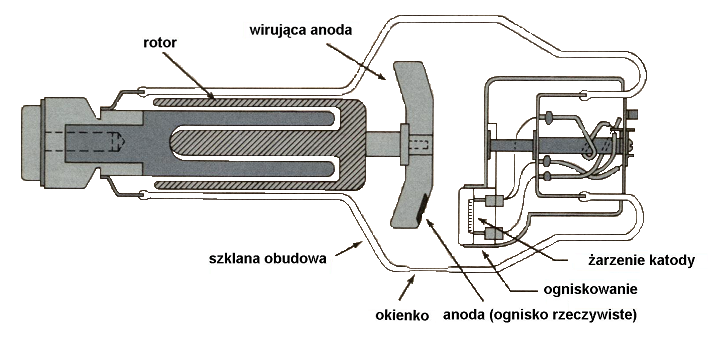 wirująca anoda
rotor
szklana obudowa
żarzenie katody
ogniskowanie
okienko
anoda (ognisko rzeczywiste)